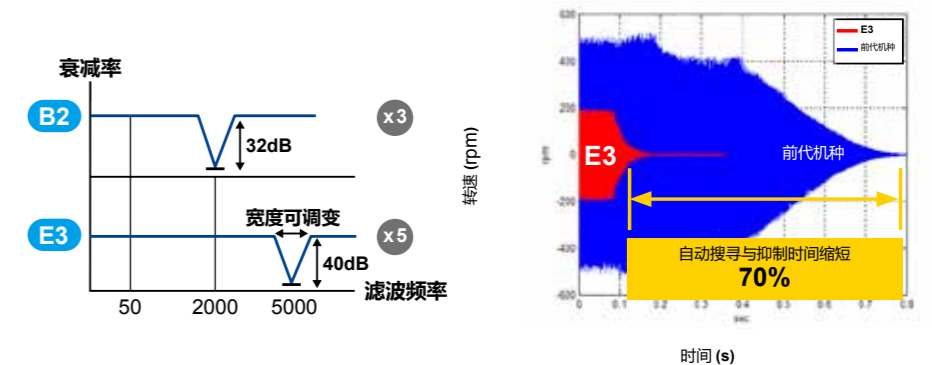 衰减率
B2
32dB
x3
宽度可调变
E3
40dB
x5
滤波频率
50
2000
5000
转速 (rpm)
rpm
600
400
200
0
-200
-400
-600
E3
前代机种
E3
前代机种
自动搜寻与抑制时间缩短
70%
0
0.1
0.2
0.3
0.4
0.5
0.6
0.7
0.8
sec
时间 (s)